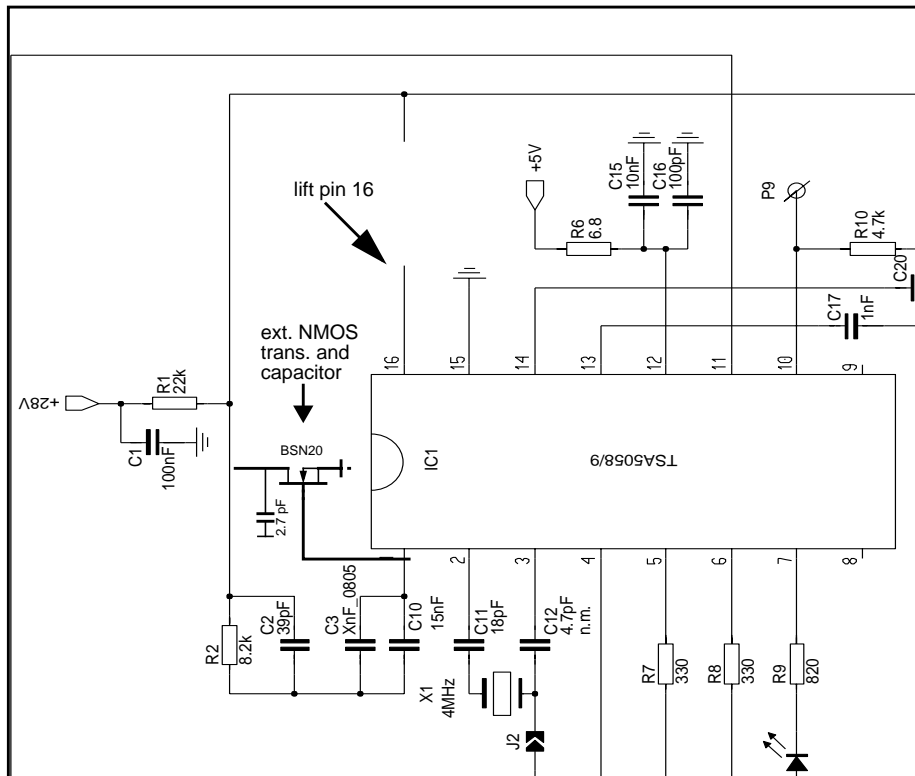 lift pin 16
+5V
C15
10nF
C16
100pF
P9
R6
6.8
R10
4.7k
C20
C17
1nF
ext. NMOS
trans. and
capacitor
R1
22k
+28V
C1
100nF
BSN20
2.7 pF
16
15
14
13
12
11
10
9
IC1
TSA5058/9
2
3
4
5
6
7
8
R2
8.2k
C2
39pF
C3
XnF_0805
C10
15nF
C11
18pF
C12
4.7pF
n.m.
X1
4MHz
J2
R7
330
R8
330
R9
820